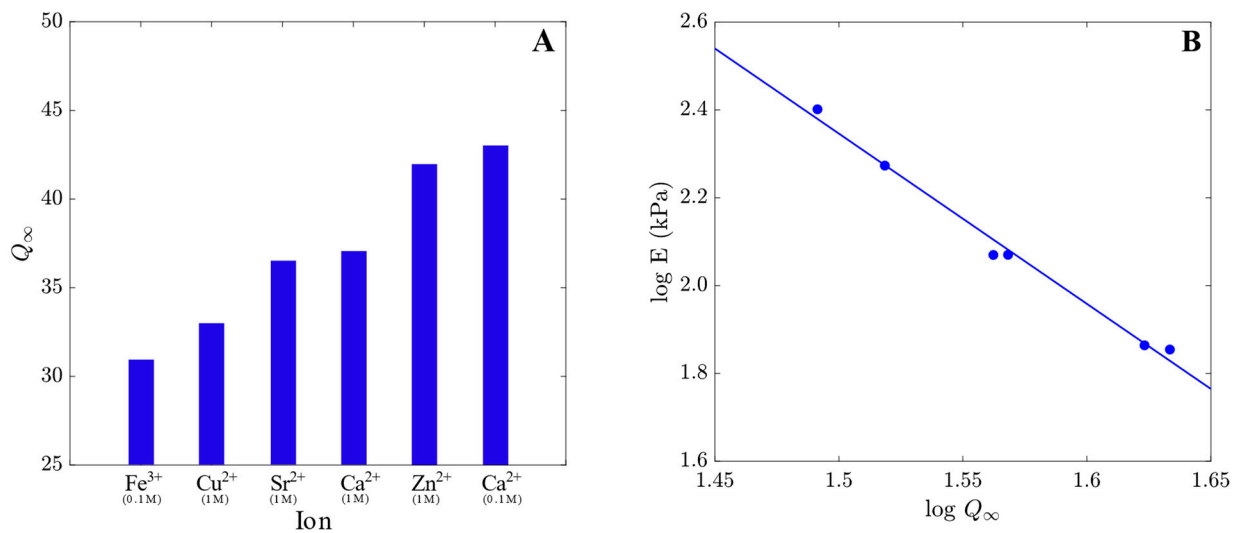 A
50
45
40
35
30
25
Q∞
Fe3+ Cu2+ Sr2+ Ca2+ Zn2+ Ca2+
(0.1M) (1M) (1M) (1M) (1M) (0.1M)
Ion
B
2.6
2.4
2.2
2.0
1.8
1.6
log E (kPa)
1.45 1.5 1.55 1.6 1.65
log Q∞